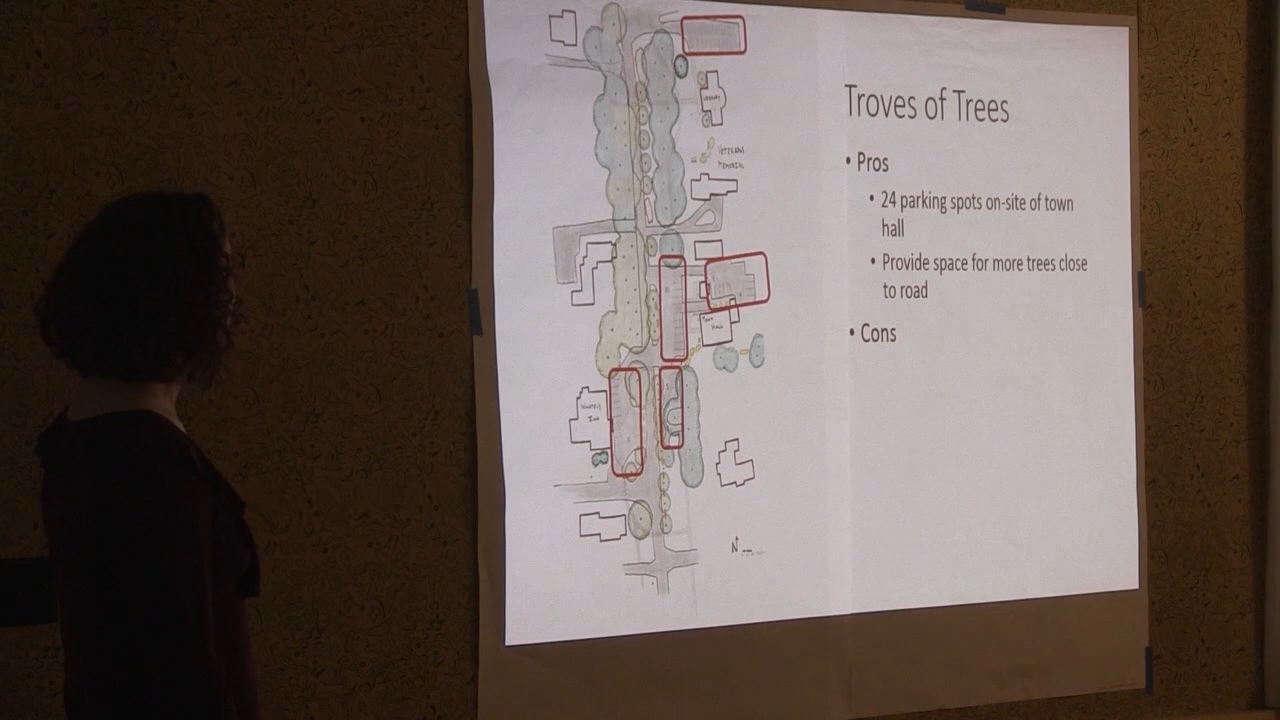 Troves of Trees
• Pros
• 24 parking spots on-site of town
hall
• Provide space for more trees close
to road
• Cons
VETERANS
MEMORIAL
TOWN
HALL
INN
N